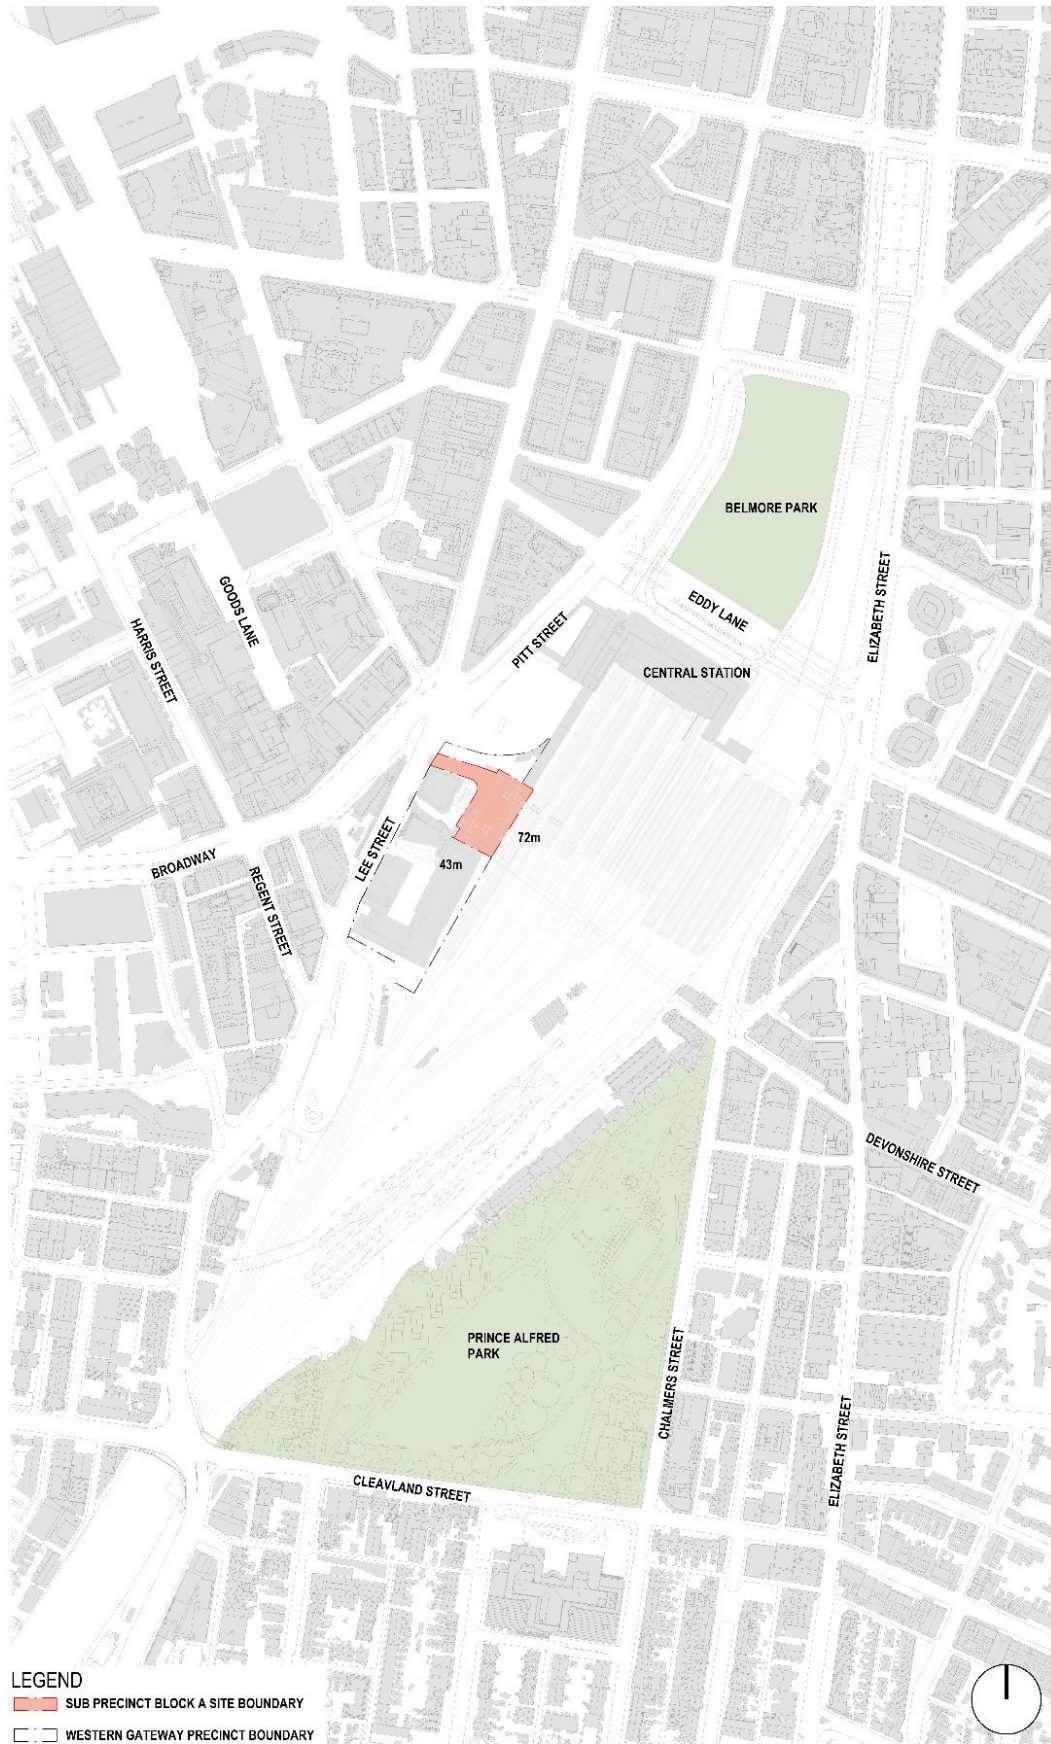 BELMORE PARK
ELIZABETH STREET
GOODS LANE
EDDY LANE
HARRIS STREET
PITT STREET
CENTRAL STATION
72m
43m
LEE STREET
BROADWAY
REGENT STREET
DEVONSHIRE STREET
PRINCE ALFRED
PARK
CHALMERS STREET
ELIZABETH STREET
CLEAVLAND STREET
LEGEND
SUB PRECINCT BLOCK A SITE BOUNDARY
WESTERN GATEWAY PRECINCT BOUNDARY